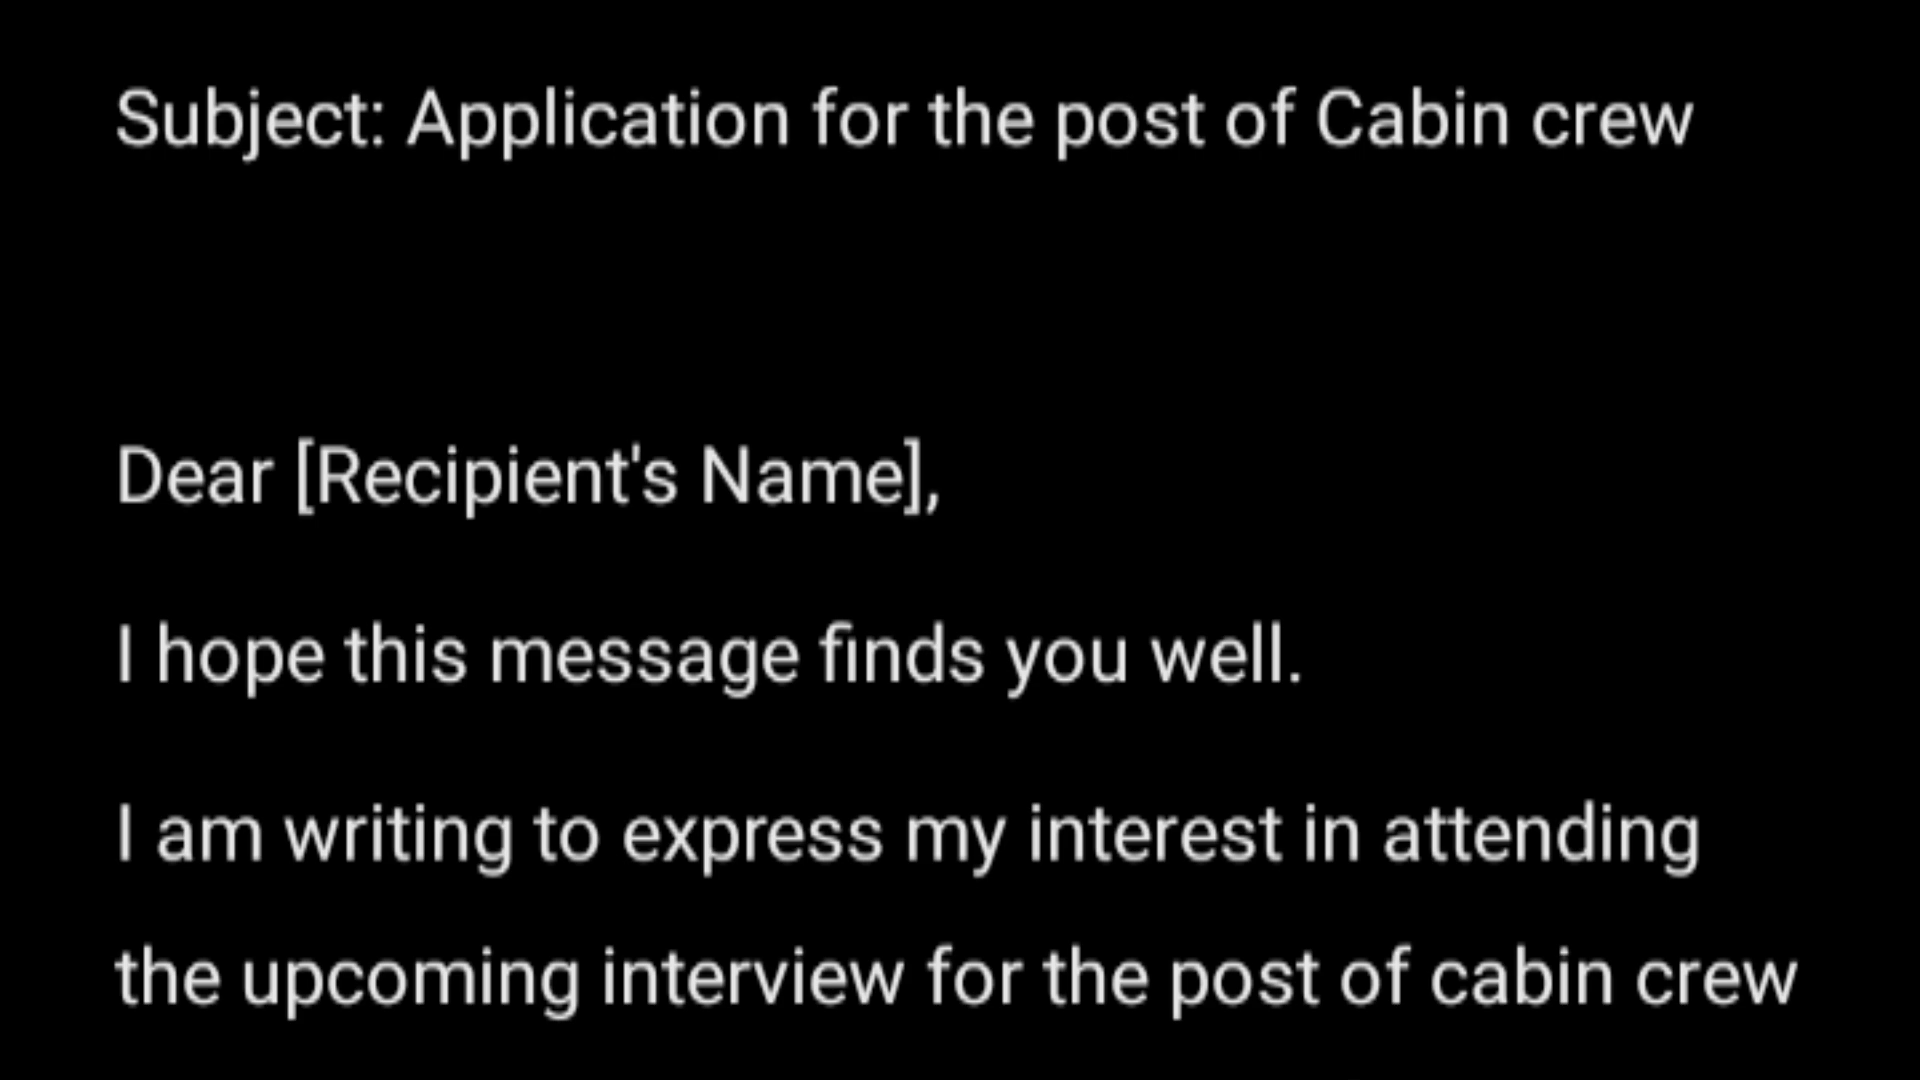 Subject: Application for the post of Cabin crew
Dear [Recipient's Name],
I hope this message finds you well.
I am writing to express my interest in attending
the upcoming interview for the post of cabin crew